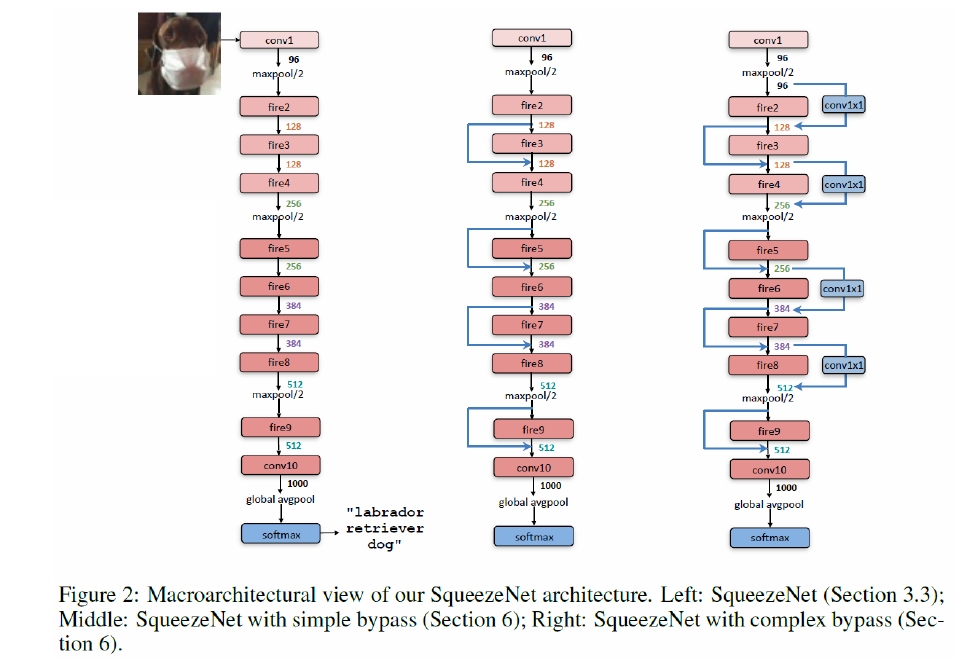 conv1
96
maxpool/2
fire2
128
fire3
128
fire4
256
maxpool/2
fire5
256
fire6
384
fire7
384
fire8
512
maxpool/2
fire9
512
conv10
1000
global avgpool
softmax
"labrador
retriever
dog"
conv1
96
maxpool/2
fire2
128
fire3
128
fire4
256
maxpool/2
fire5
256
fire6
384
fire7
384
fire8
512
maxpool/2
fire9
512
conv10
1000
global avgpool
softmax
conv1
96
maxpool/2
96
fire2
conv1x1
128
fire3
128
fire4
conv1x1
256
maxpool/2
fire5
256
fire6
conv1x1
384
fire7
384
fire8
conv1x1
512
maxpool/2
fire9
512
conv10
1000
global avgpool
softmax
Figure 2: Macroarchitectural view of our SqueezeNet architecture. Left: SqueezeNet (Section 3.3);
Middle: SqueezeNet with simple bypass (Section 6); Right: SqueezeNet with complex bypass (Sec-
tion 6).